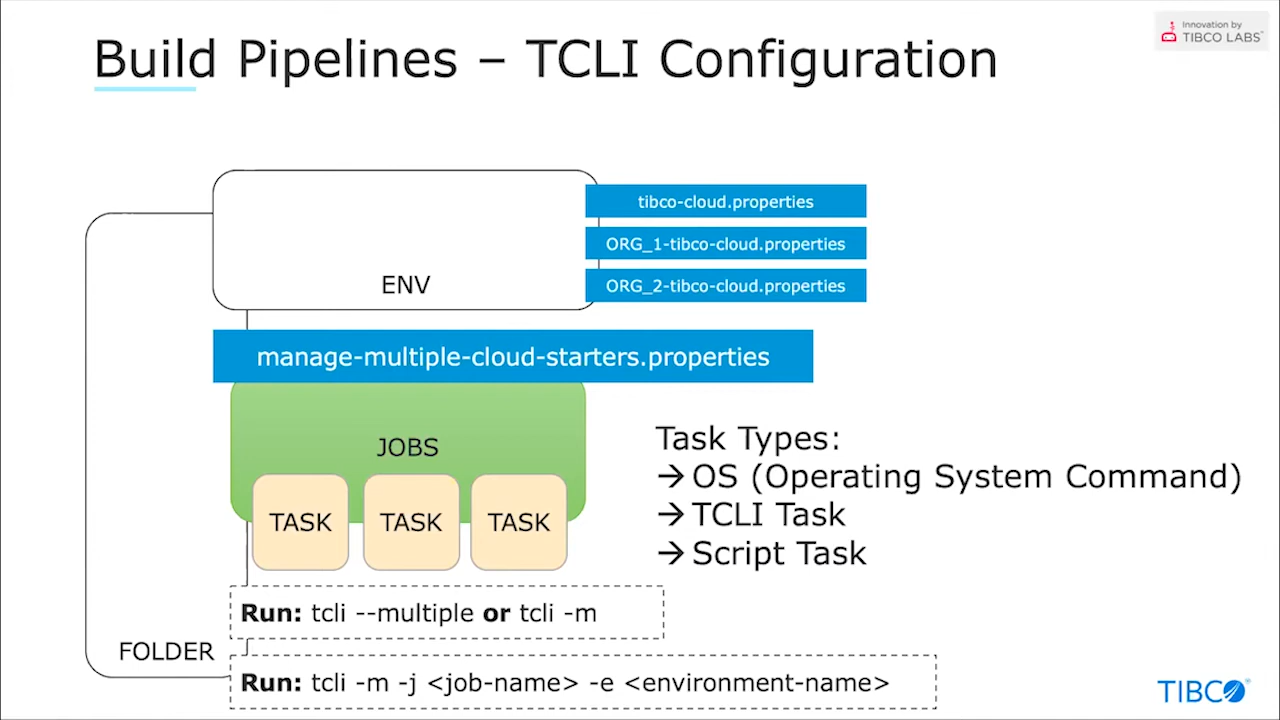 Innovation by
TIBCO LABS™
Build Pipelines – TCLI Configuration
tibco-cloud.properties
ORG_1-tibco-cloud.properties
ORG_2-tibco-cloud.properties
ENV
manage-multiple-cloud-starters.properties
JOBS
TASK TASK TASK
Task Types:
→ OS (Operating System Command)
→ TCLI Task
→ Script Task
Run: tcli --multiple or tcli -m
FOLDER
Run: tcli -m -j <job-name> -e <environment-name>
TIBCO®